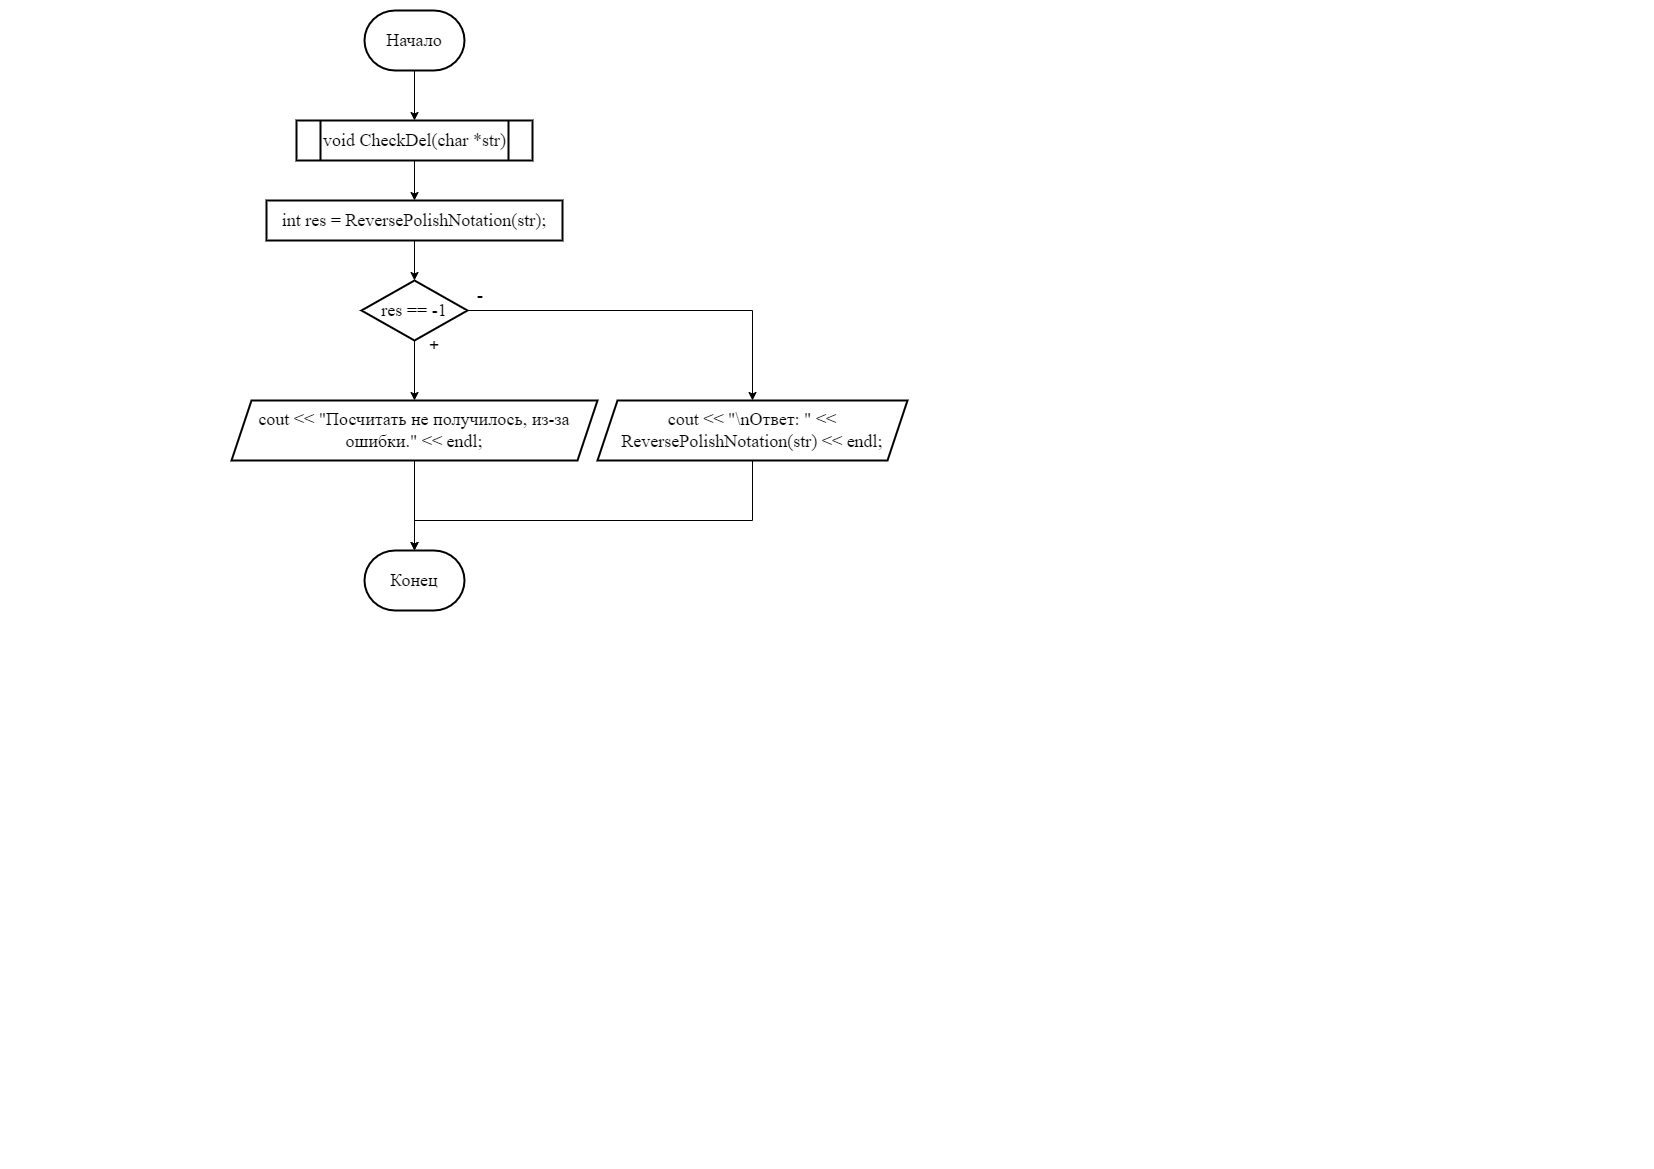 Начало
void CheckDel(char *str)
int res = ReversePolishNotation(str);
res == -1
-
+
cout << "Посчитать не получилось, из-за
ошибки." << endl;
cout << "\nОтвет: " <<
ReversePolishNotation(str) << endl;
Конец